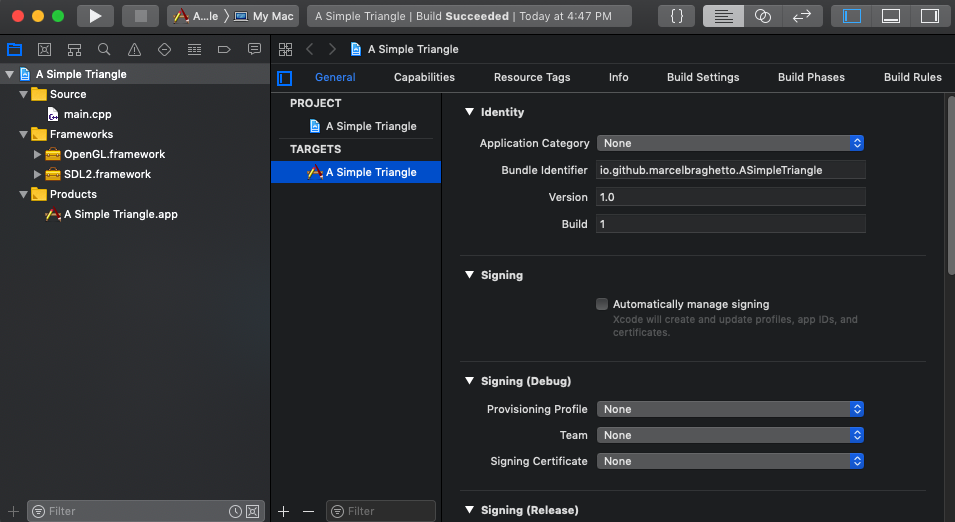 A...le My Mac
A Simple Triangle | Build Succeeded | Today at 4:47 PM
{ }
A Simple Triangle
Source
main.cpp
Frameworks
OpenGL.framework
SDL2.framework
Products
A Simple Triangle.app
Filter
A Simple Triangle
General Capabilities Resource Tags Info Build Settings Build Phases Build Rules
PROJECT
A Simple Triangle
TARGETS
A Simple Triangle
Filter
Identity
Application Category None
Bundle Identifier io.github.marcelbraghetto.ASimpleTriangle
Version 1.0
Build 1
Signing
Automatically manage signing
Xcode will create and update profiles, app IDs, and
certificates.
Signing (Debug)
Provisioning Profile None
Team None
Signing Certificate None
Signing (Release)